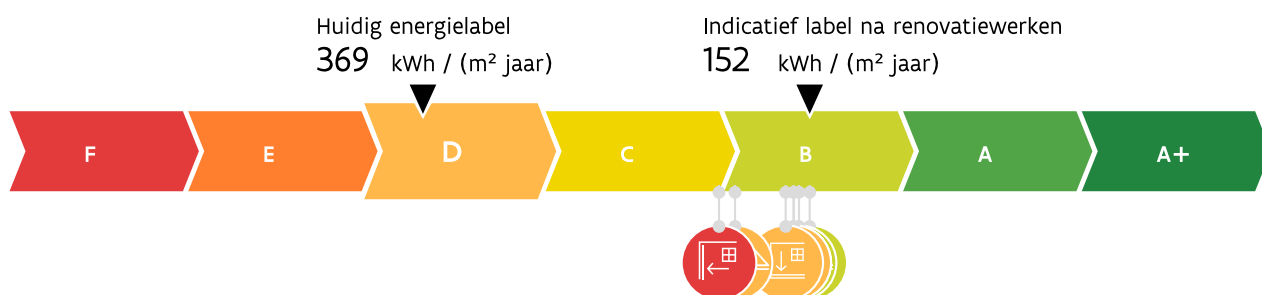 Huidig energielabel
369 kWh / (m² jaar)
Indicatief label na renovatiewerken
152 kWh / (m² jaar)
F E D C B A A+